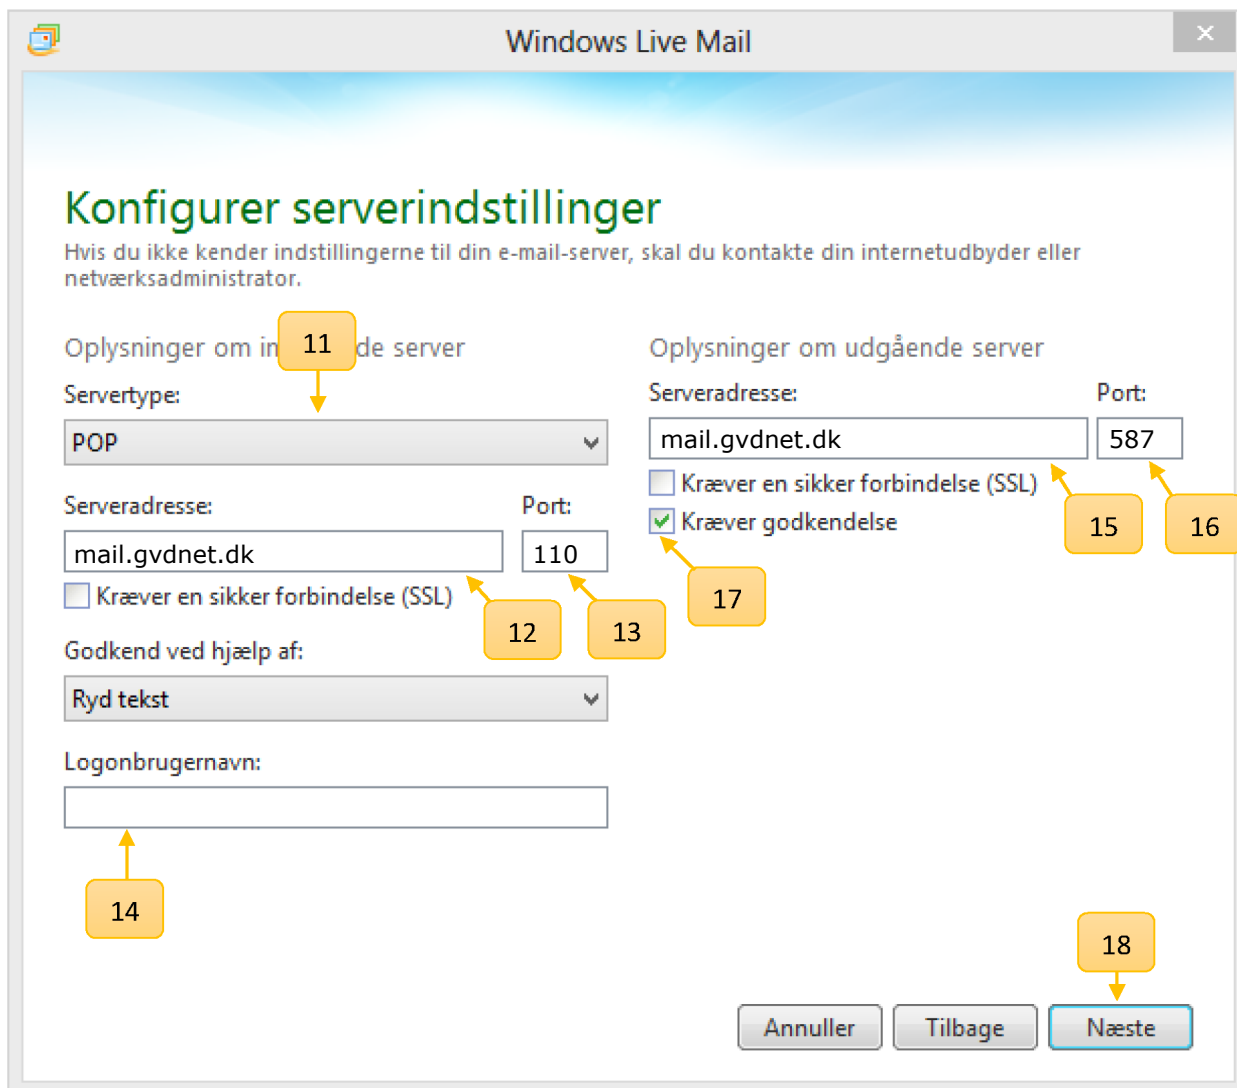 Windows Live Mail
Konfigurer serverindstillinger
Hvis du ikke kender indstillingerne til din e-mail-server, skal du kontakte din internetudbyder eller
netværksadministrator.
Oplysninger om in
de server
11
Servertype:
POP
Serveradresse:
Port:
mail.gvdnet.dk
110
Kræver en sikker forbindelse (SSL)
12
13
Godkend ved hjælp af:
Ryd tekst
Logonbrugernavn:
14
Oplysninger om udgående server
Serveradresse:
Port:
mail.gvdnet.dk
587
Kræver en sikker forbindelse (SSL)
Kræver godkendelse
15
16
17
18
Annuller
Tilbage
Næste